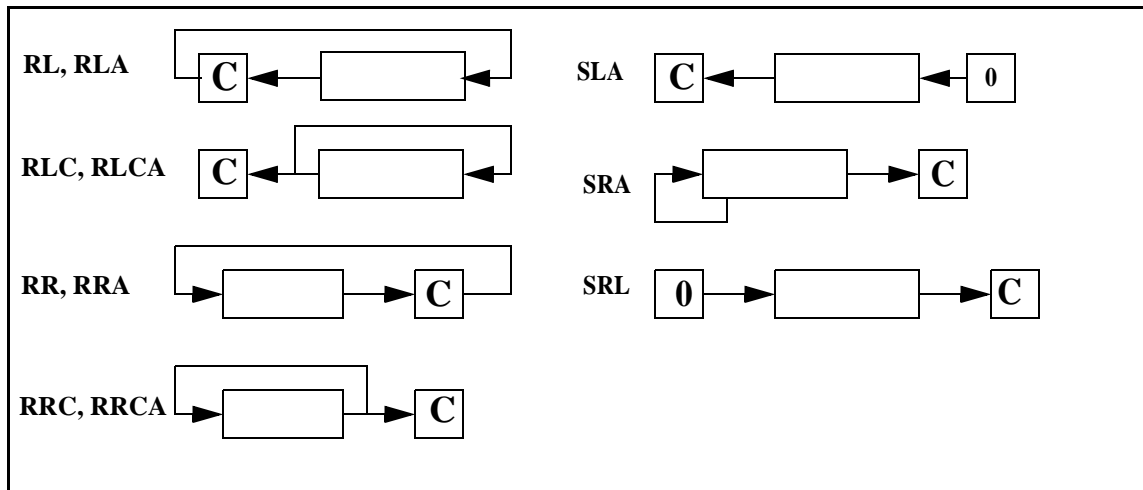 RL, RLA
C
RLC, RLCA
C
RR, RRA
C
RRC, RRCA
C
SLA
C
0
SRA
C
SRL
0
C